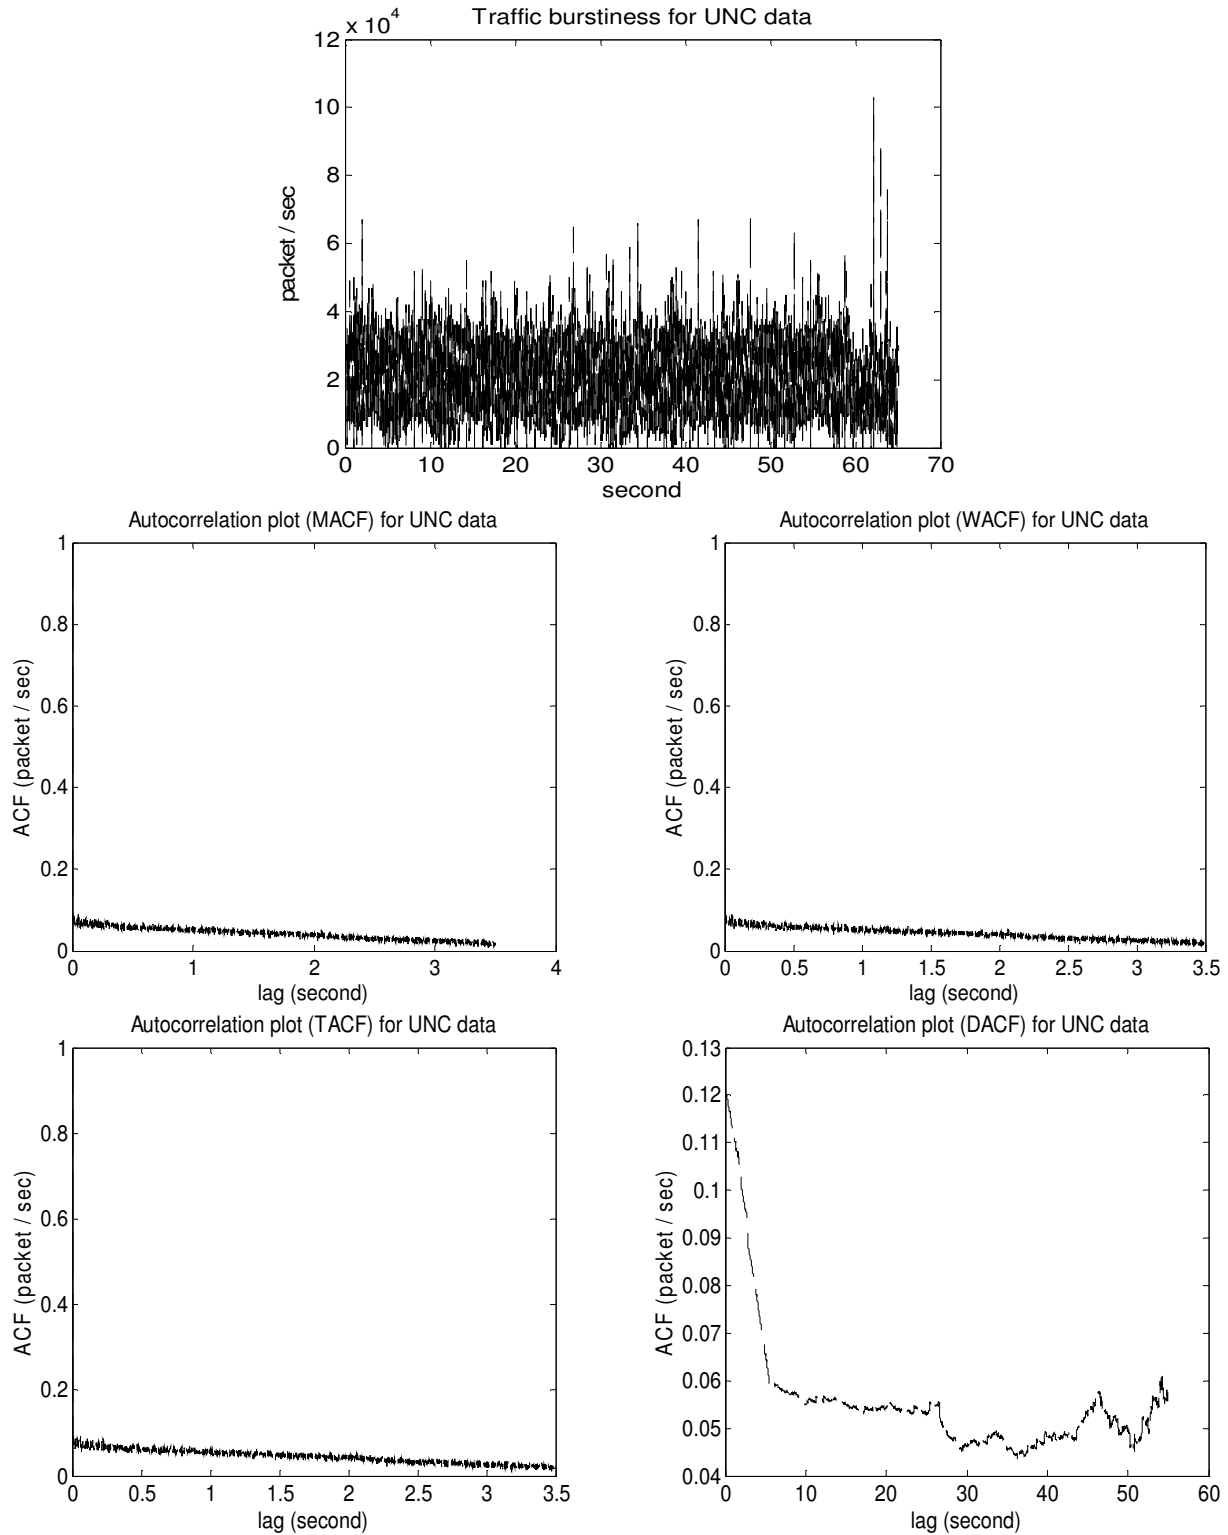 Traffic burstiness for UNC data
x 10^4
12
10
8
6
4
2
0
packet / sec
0 10 20 30 40 50 60 70
second
Autocorrelation plot (MACF) for UNC data
1
0.8
0.6
0.4
0.2
0
ACF (packet / sec)
0 1 2 3 4
lag (second)
Autocorrelation plot (WACF) for UNC data
1
0.8
0.6
0.4
0.2
0
ACF (packet / sec)
0 0.5 1 1.5 2 2.5 3 3.5
lag (second)
Autocorrelation plot (TACF) for UNC data
1
0.8
0.6
0.4
0.2
0
ACF (packet / sec)
0 0.5 1 1.5 2 2.5 3 3.5
lag (second)
Autocorrelation plot (DACF) for UNC data
0.13
0.12
0.11
0.1
0.09
0.08
0.07
0.06
0.05
0.04
ACF (packet / sec)
0 10 20 30 40 50 60
lag (second)